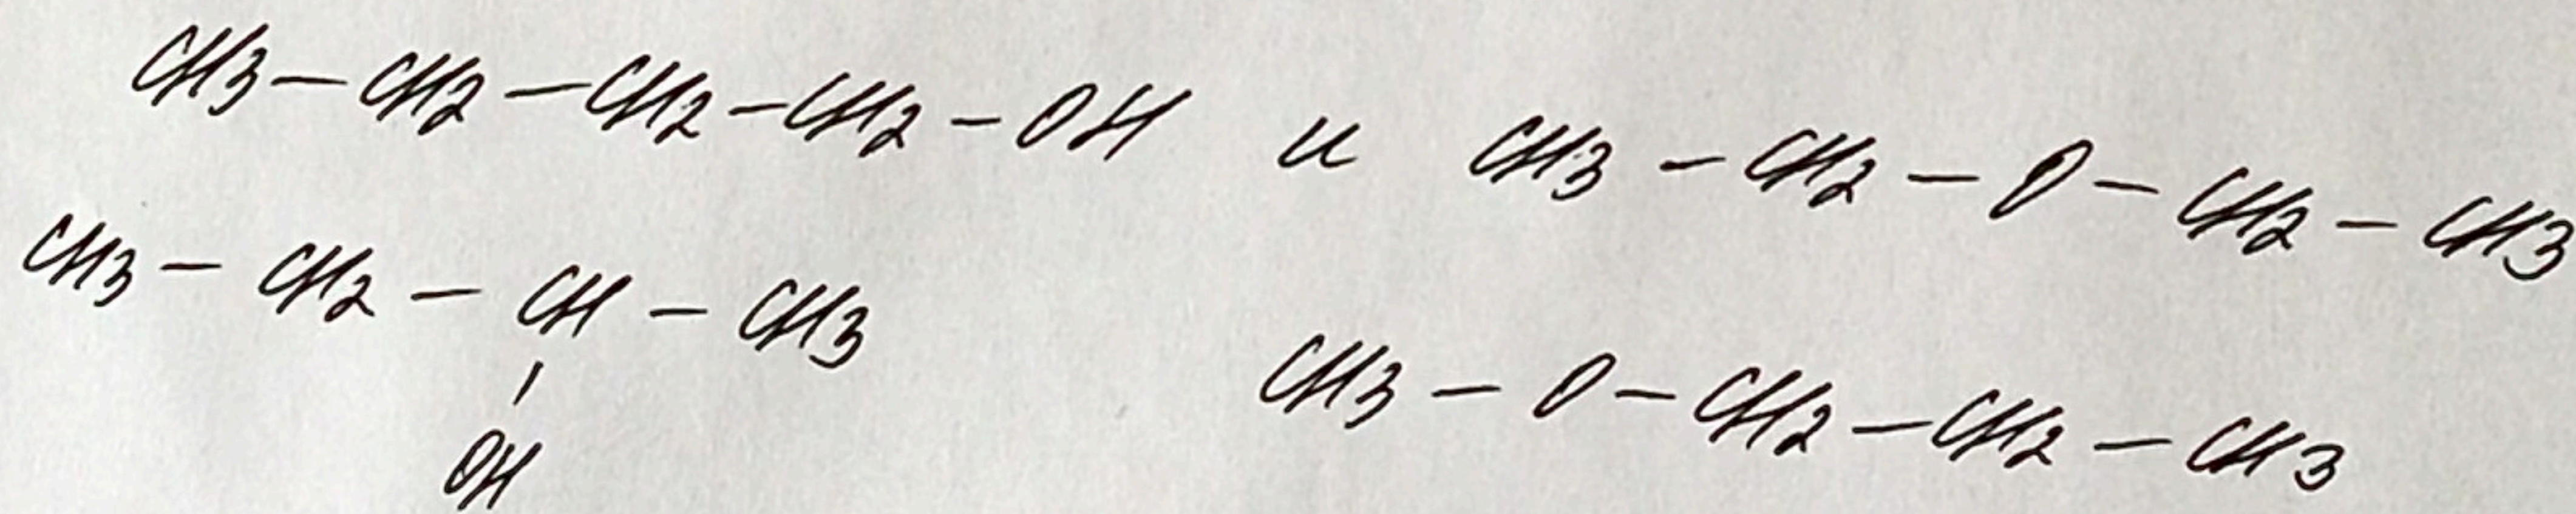 CH3 – CH2 – CH2 – CH2 – OH и CH3 – CH2 – O – CH2 – CH3
CH3 – CH2 – CH – CH3
|
OH
CH3 – O – CH2 – CH2 – CH3